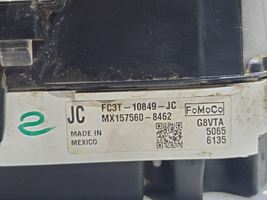 JC
FC3T-10849-JC
MX157560-8462
FoMoCo
G8VTA
5065
6135
MADE IN
MEXICO